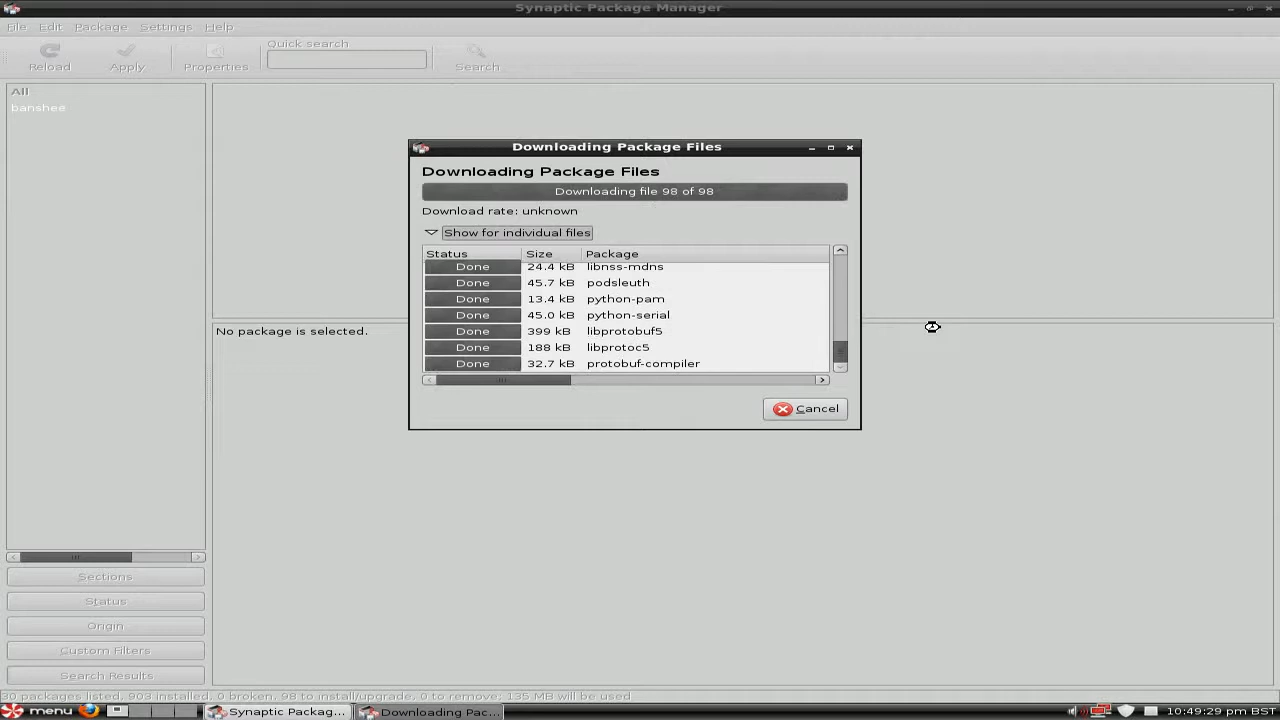 Synaptic Package Manager
File Edit Package Settings Help
Reload Apply Properties Quick search Search
All
banshee
Downloading Package Files
Downloading Package Files
Downloading file 98 of 98
Download rate: unknown
Show for individual files
Status Size Package
Done 24.4 kB libnss-mdns
Done 45.7 kB podsleuth
Done 13.4 kB python-pam
Done 45.0 kB python-serial
Done 399 kB libprotobuf5
Done 188 kB libprotoc5
Done 32.7 kB protobuf-compiler
Cancel
No package is selected.
Sections
Status
Origin
Custom Filters
Search Results
30 packages listed, 903 installed, 0 broken, 98 to install/upgrade, 0 to remove; 135 MB will be used
menu Synaptic Packag... Downloading Pac... 10:49:29 pm BST